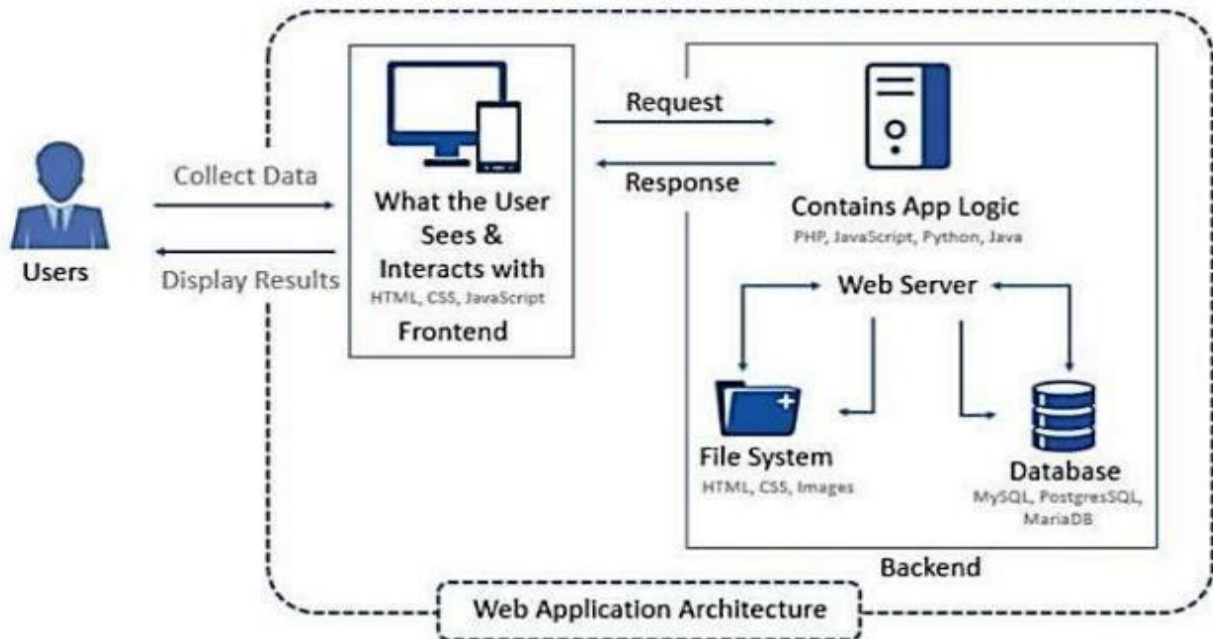 Users
Collect Data
Display Results
What the User
Sees &
Interacts with
HTML, CSS, JavaScript
Frontend
Request
Response
Contains App Logic
PHP, JavaScript, Python, Java
Web Server
File System
HTML, CSS, Images
Database
MySQL, PostgresSQL,
MariaDB
Backend
Web Application Architecture